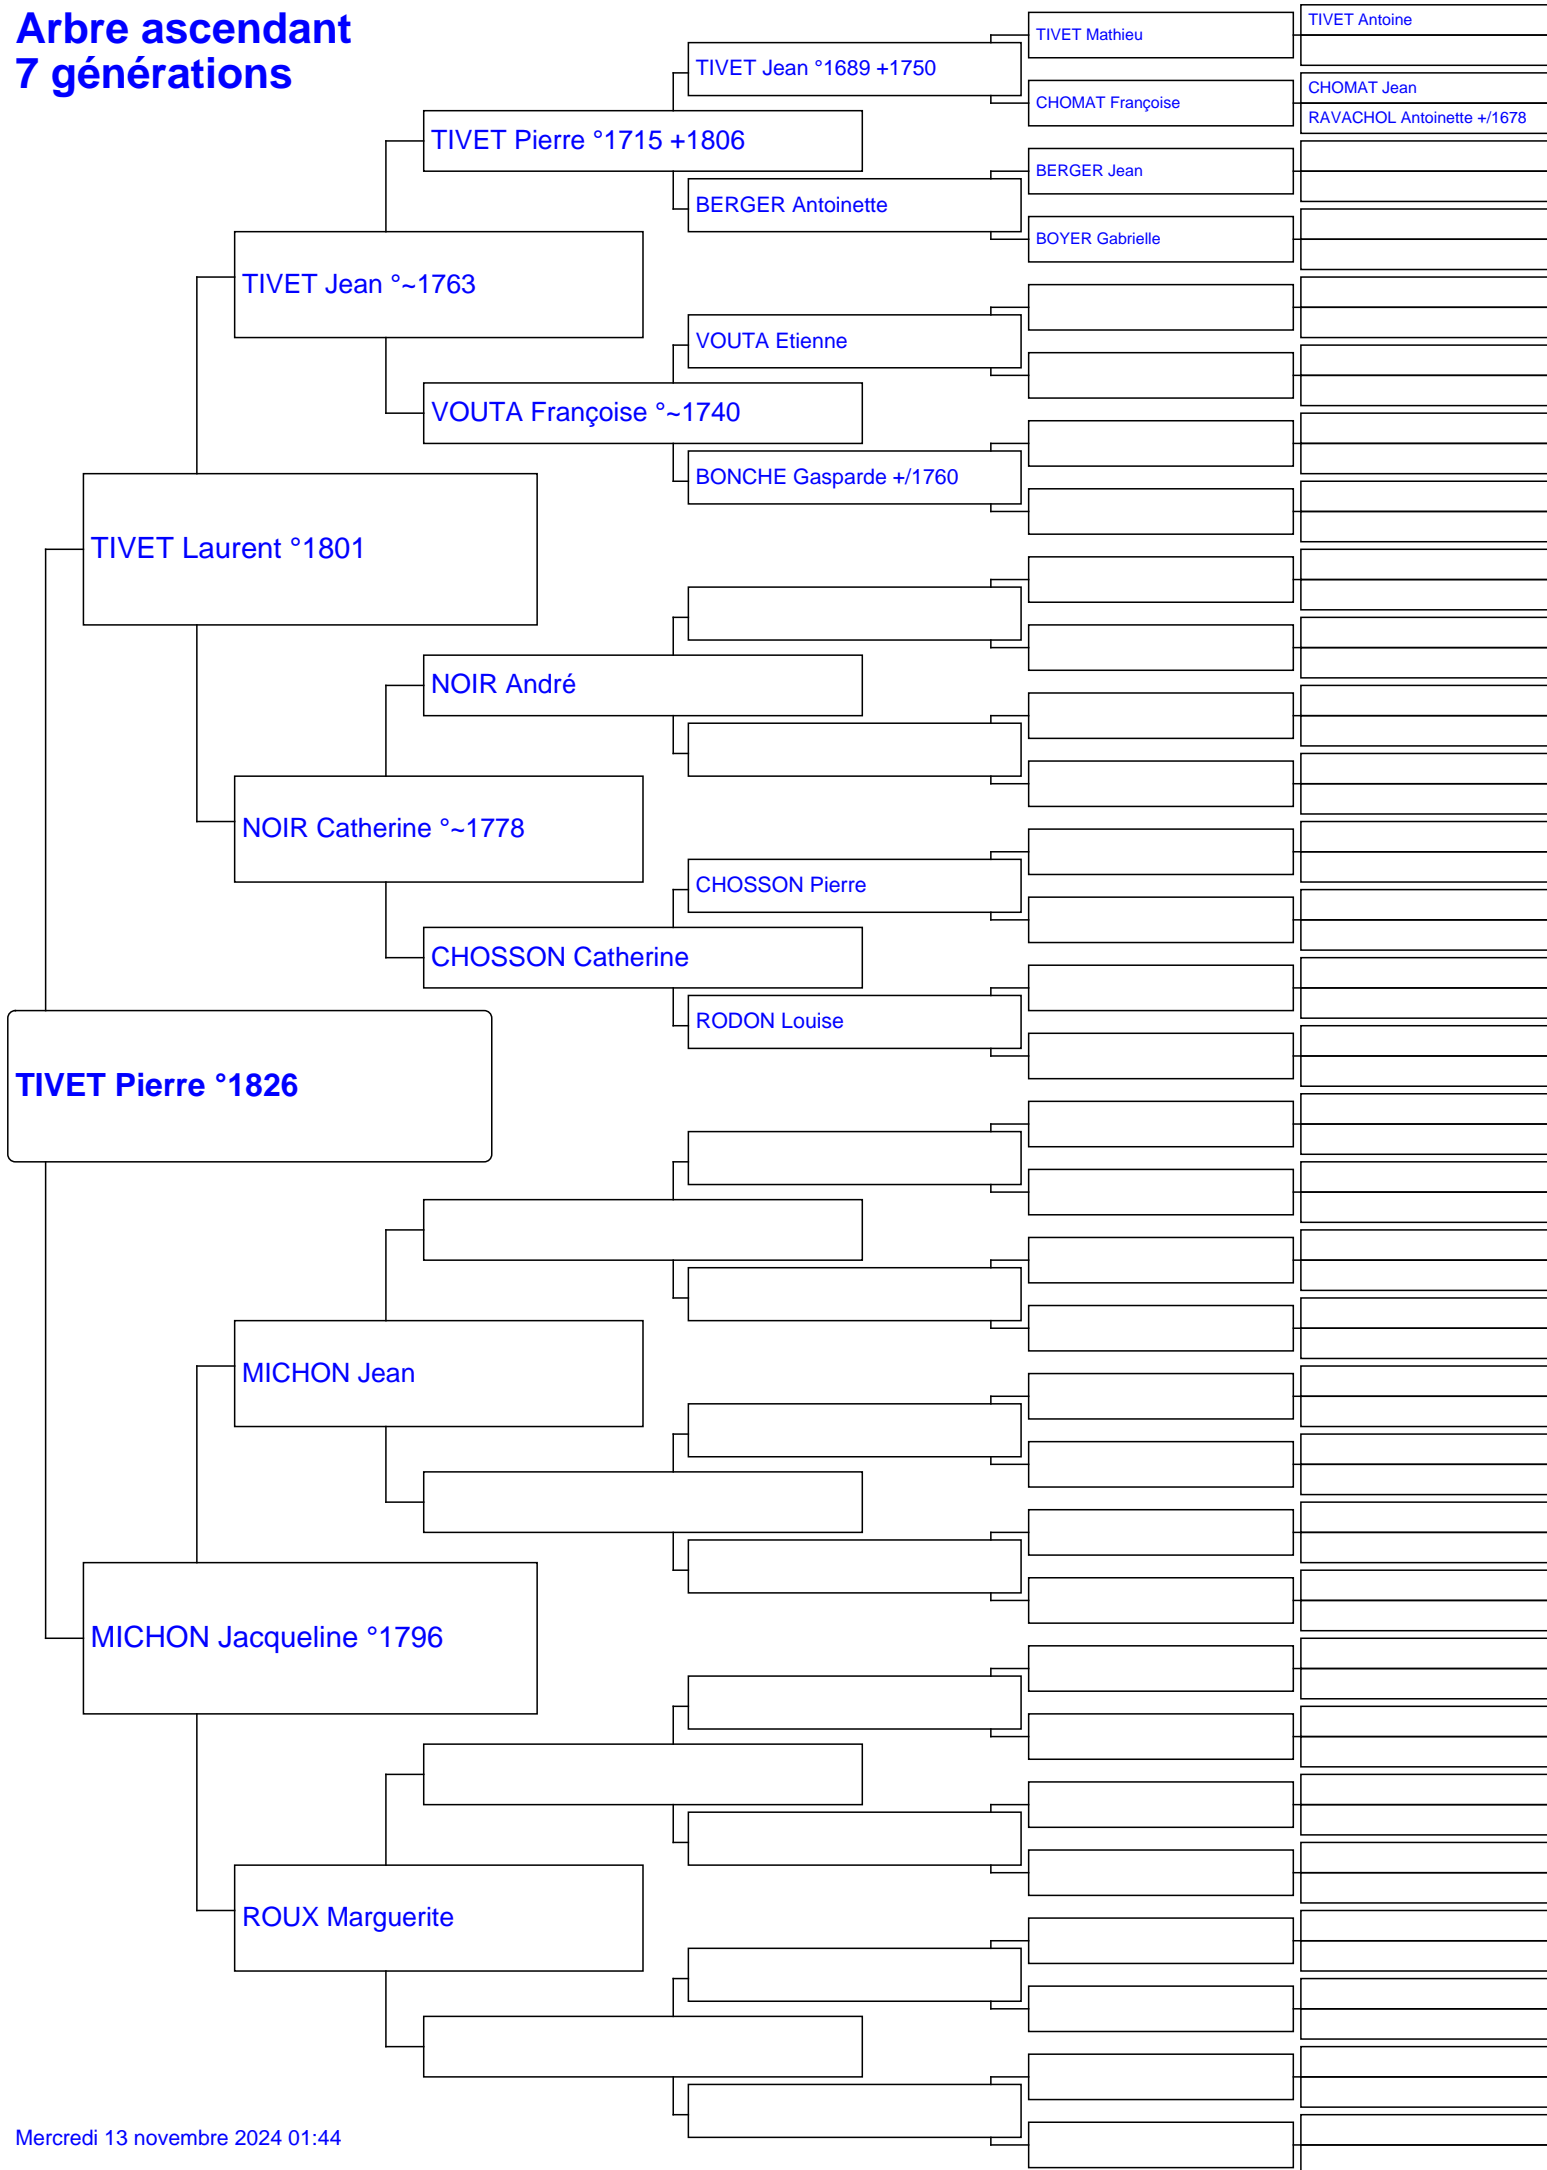 Arbre ascendant
7 générations
TIVET Antoine
TIVET Mathieu
TIVET Jean °1689 +1750
CHOMAT Jean
CHOMAT Françoise
RAVACHOL Antoinette +/1678
TIVET Pierre °1715 +1806
BERGER Jean
BERGER Antoinette
BOYER Gabrielle
TIVET Jean °~1763
VOUTA Etienne
VOUTA Françoise °~1740
BONCHE Gasparde +/1760
TIVET Laurent °1801
NOIR André
NOIR Catherine °~1778
CHOSSON Pierre
CHOSSON Catherine
RODON Louise
TIVET Pierre °1826
MICHON Jean
MICHON Jacqueline °1796
ROUX Marguerite
Mercredi 13 novembre 2024 01:44